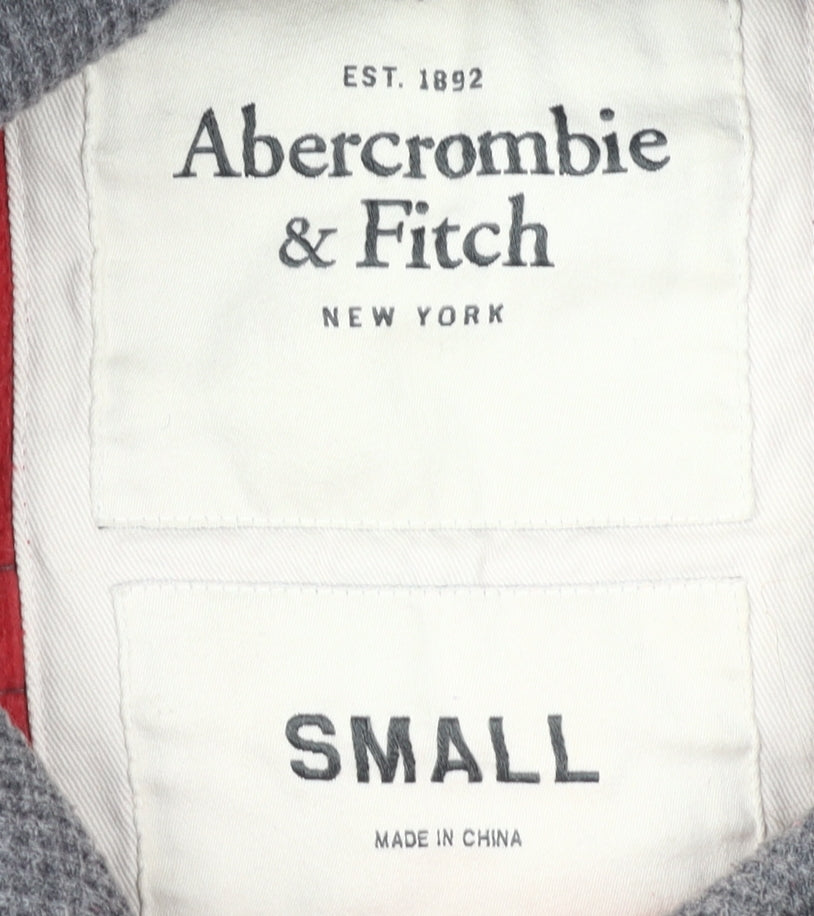 EST. 1892
Abercrombie
& Fitch
NEW YORK
SMALL
MADE IN CHINA